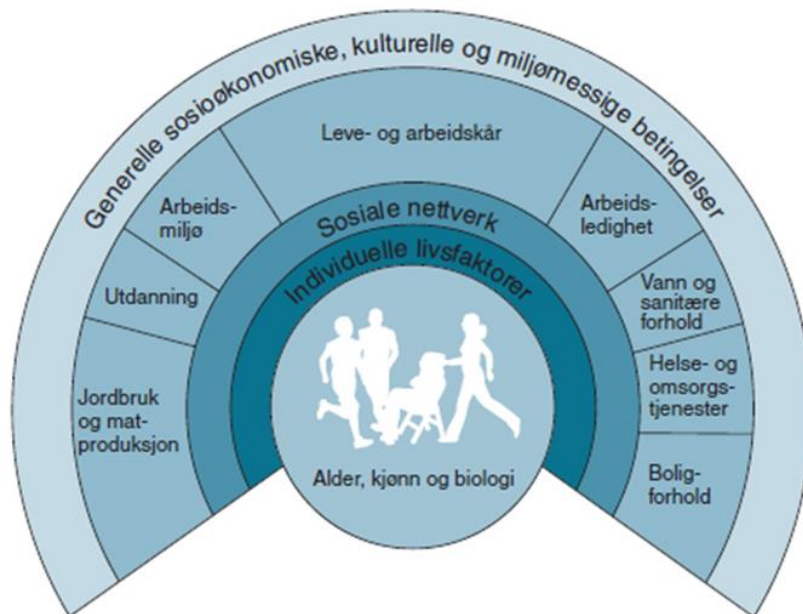 Generelle sosioøkonomiske, kulturelle og miljømessige betingelser
Leve- og arbeidskår
Arbeids-
miljø
Arbeids-
ledighet
Sosiale nettverk
Individuelle livsfaktorer
Utdanning
Vann og
sanitære
forhold
Jordbruk
og mat-
produksjon
Helse- og
omsorgs-
tjenester
Bolig-
forhold
Alder, kjønn og biologi